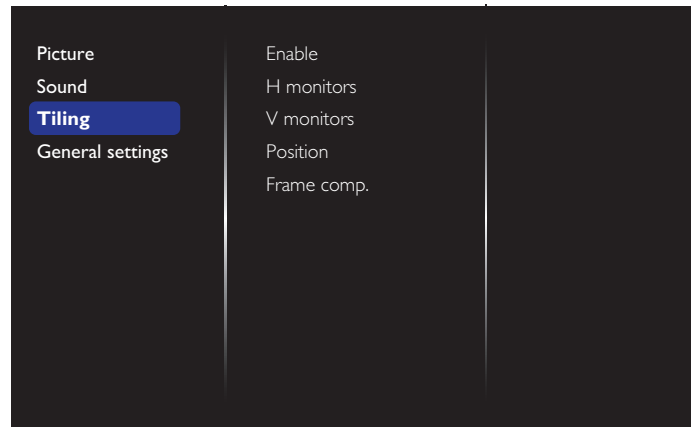 Picture
Sound
Tiling
General settings
Enable
H monitors
V monitors
Position
Frame comp.